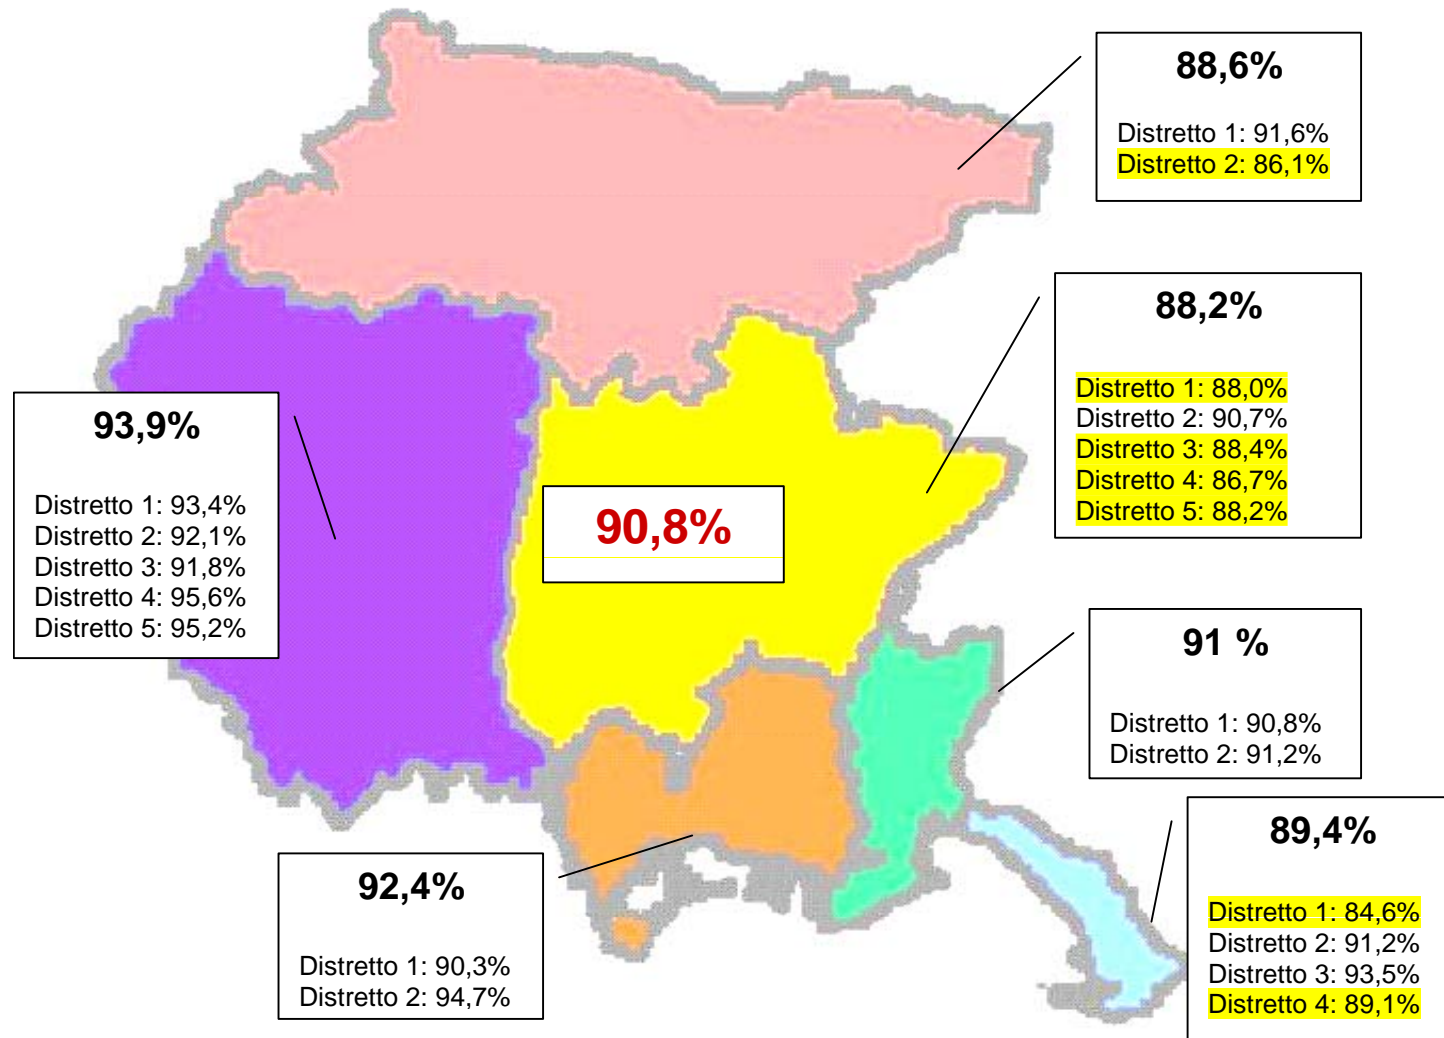 88,6%
Distretto 1: 91,6%
Distretto 2: 86,1%
88,2%
Distretto 1: 88,0%
Distretto 2: 90,7%
Distretto 3: 88,4%
Distretto 4: 86,7%
Distretto 5: 88,2%
93,9%
Distretto 1: 93,4%
Distretto 2: 92,1%
Distretto 3: 91,8%
Distretto 4: 95,6%
Distretto 5: 95,2%
90,8%
91 %
Distretto 1: 90,8%
Distretto 2: 91,2%
89,4%
Distretto 1: 84,6%
Distretto 2: 91,2%
Distretto 3: 93,5%
Distretto 4: 89,1%
92,4%
Distretto 1: 90,3%
Distretto 2: 94,7%